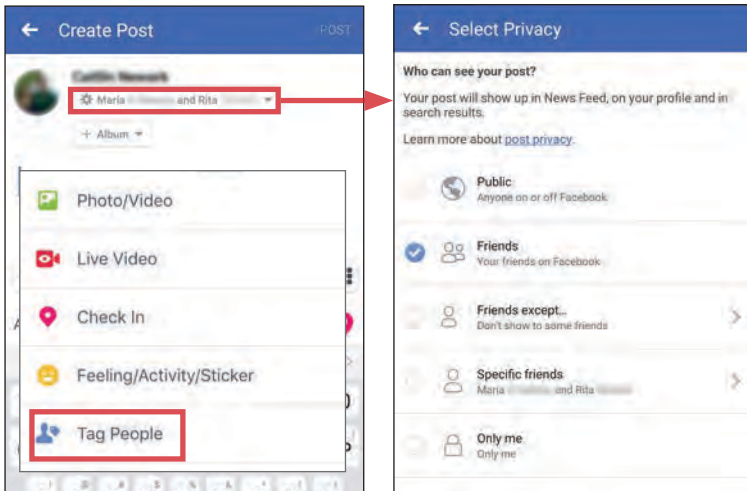 Create Post
POST
Maria and Rita
+ Album
Photo/Video
Live Video
Check In
Feeling/Activity/Sticker
Tag People
Select Privacy
Who can see your post?
Your post will show up in News Feed, on your profile and in
search results.
Learn more about post privacy.
Public
Anyone on or off Facebook
Friends
Your friends on Facebook
Friends except...
Don't show to some friends
Specific friends
Maria and Rita
Only me
Only me